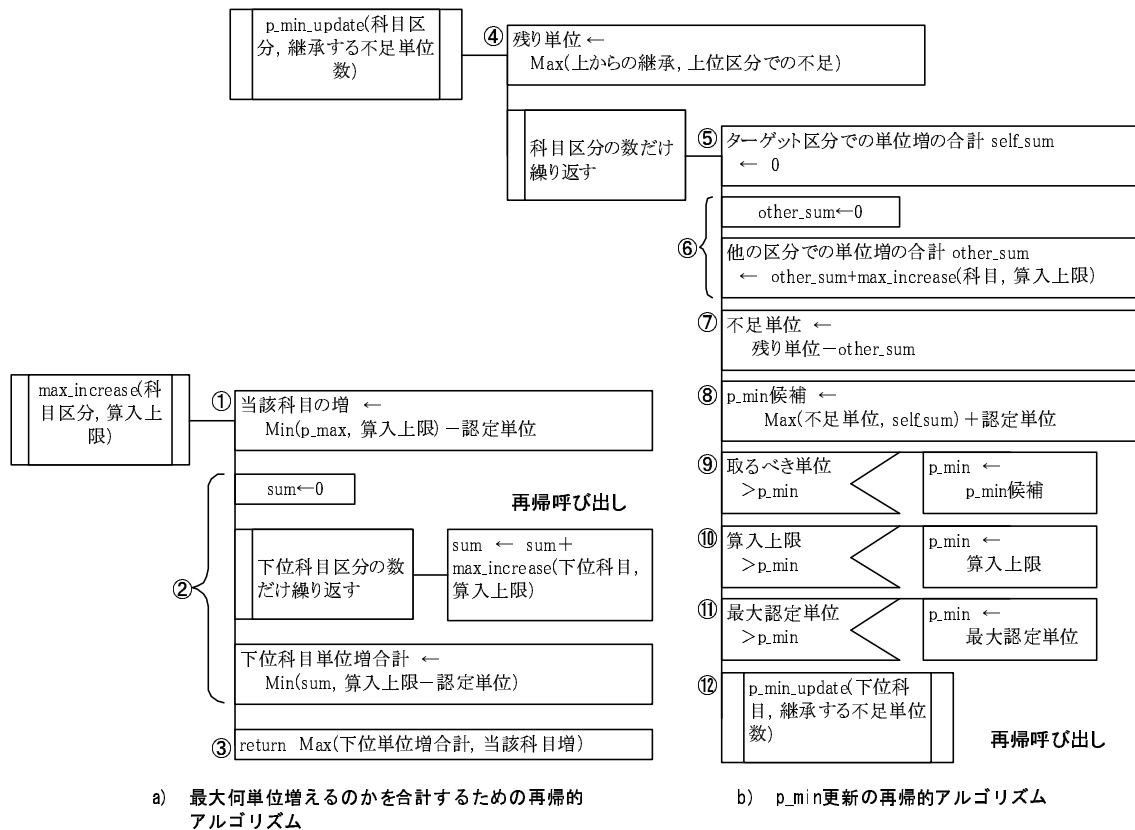 p_min_update(科目区
分, 継承する不足単位
数)
④
残り単位 ←
Max(上からの継承, 上位区分での不足)
科目区分の数だけ
繰り返す
⑤
ターゲット区分での単位増の合計 self_sum
← 0
⑥
other_sum←0
他の区分での単位増の合計 other_sum
← other_sum+max_increase(科目, 算入上限)
⑦
不足単位 ←
残り単位－other_sum
⑧
p_min候補 ←
Max(不足単位, self_sum)＋認定単位
⑨
取るべき単位
＞p_min
p_min ←
p_min候補
⑩
算入上限
＞p_min
p_min ←
算入上限
⑪
最大認定単位
＞p_min
p_min ←
最大認定単位
⑫
p_min_update(下位科
目, 継承する不足単位
数)
再帰呼び出し
max_increase(科
目区分, 算入上
限)
①
当該科目の増 ←
Min(p_max, 算入上限)－認定単位
②
sum←0
再帰呼び出し
下位科目区分の数
だけ繰り返す
sum ← sum＋
max_increase(下位科目,
算入上限)
下位科目単位増合計 ←
Min(sum, 算入上限－認定単位)
③
return Max(下位単位増合計, 当該科目増)
a) 最大何単位増えるのかを合計するための再帰的
アルゴリズム
b) p_min更新の再帰的アルゴリズム